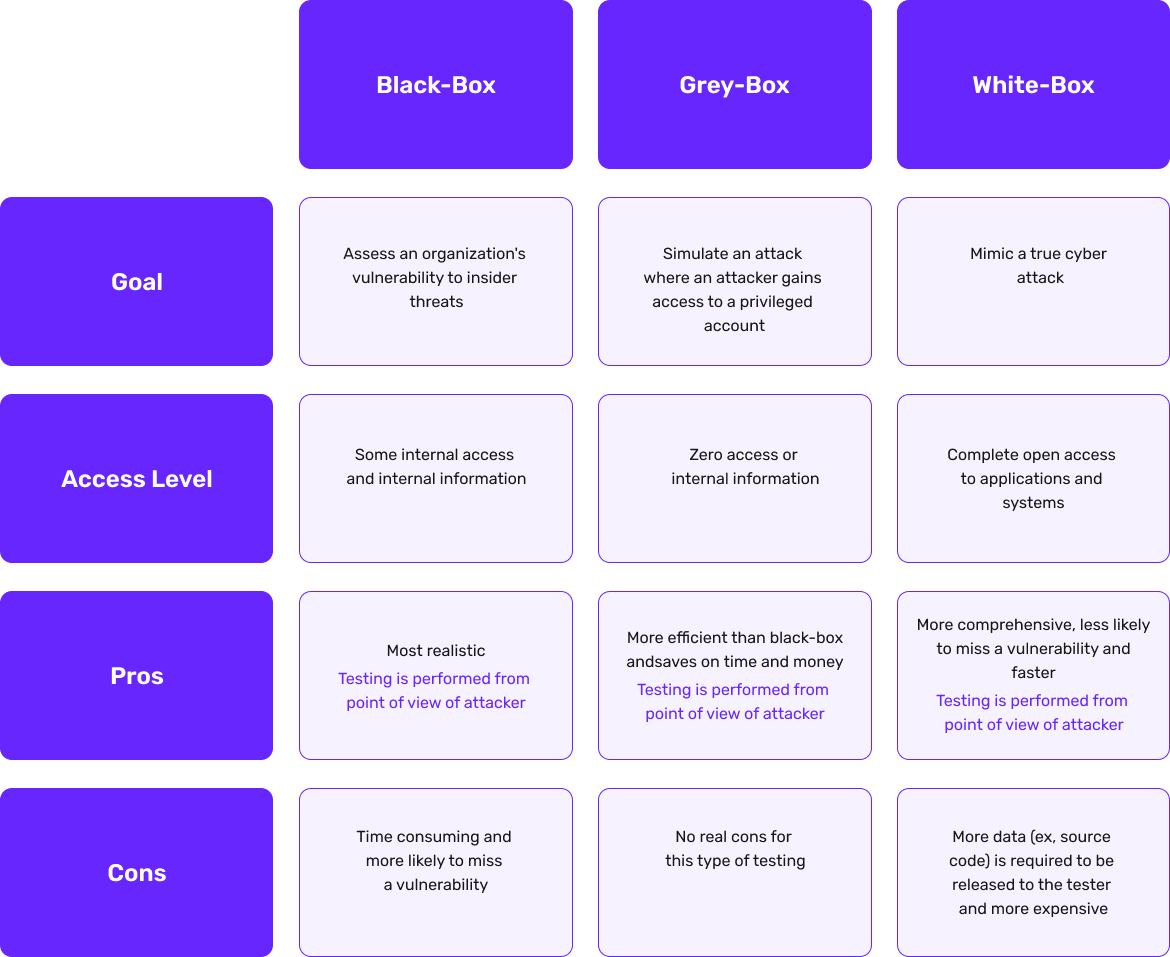 Black-Box
Grey-Box
White-Box
Goal
Assess an organization's
vulnerability to insider
threats
Simulate an attack
where an attacker gains
access to a privileged
account
Mimic a true cyber
attack
Access Level
Some internal access
and internal information
Zero access or
internal information
Complete open access
to applications and
systems
Pros
Most realistic
Testing is performed from
point of view of attacker
More efficient than black-box
andsaves on time and money
Testing is performed from
point of view of attacker
More comprehensive, less likely
to miss a vulnerability and
faster
Testing is performed from
point of view of attacker
Cons
Time consuming and
more likely to miss
a vulnerability
No real cons for
this type of testing
More data (ex, source
code) is required to be
released to the tester
and more expensive